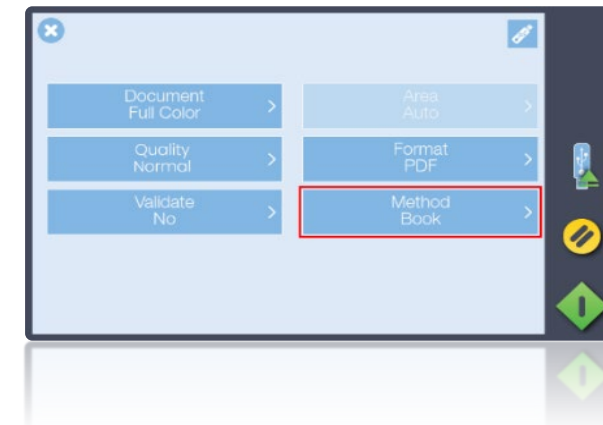 Document
Full Color
Area
Auto
Quality
Normal
Format
PDF
Validate
No
Method
Book